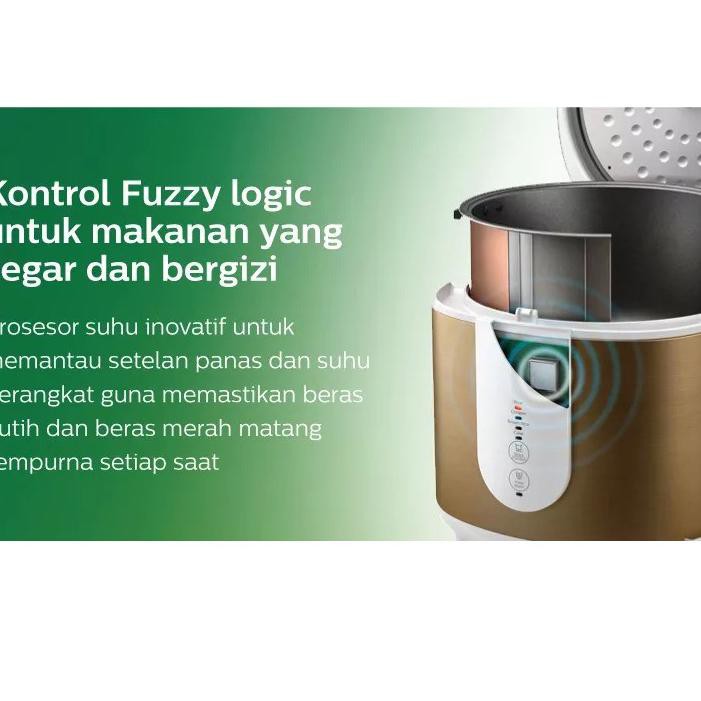 Kontrol Fuzzy logic
untuk makanan yang
egar dan bergizi
rosesor suhu inovatif untuk
nemantau setelan panas dan suhu
erangkat guna memastikan beras
utih dan beras merah matang
empurna setiap saat